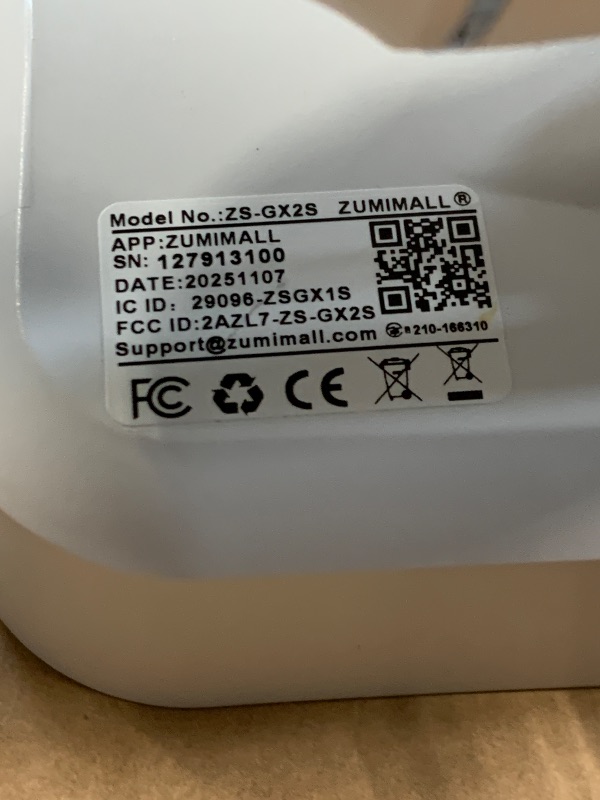 Model No.:ZS-GX2S ZUMIMALL®
APP:ZUMIMALL
SN: 127913100
DATE:20251107
IC ID: 29096-ZSGX1S
FCC ID:2AZL7-ZS-GX2S
Support@zumimall.com R 210-166310
FC CE